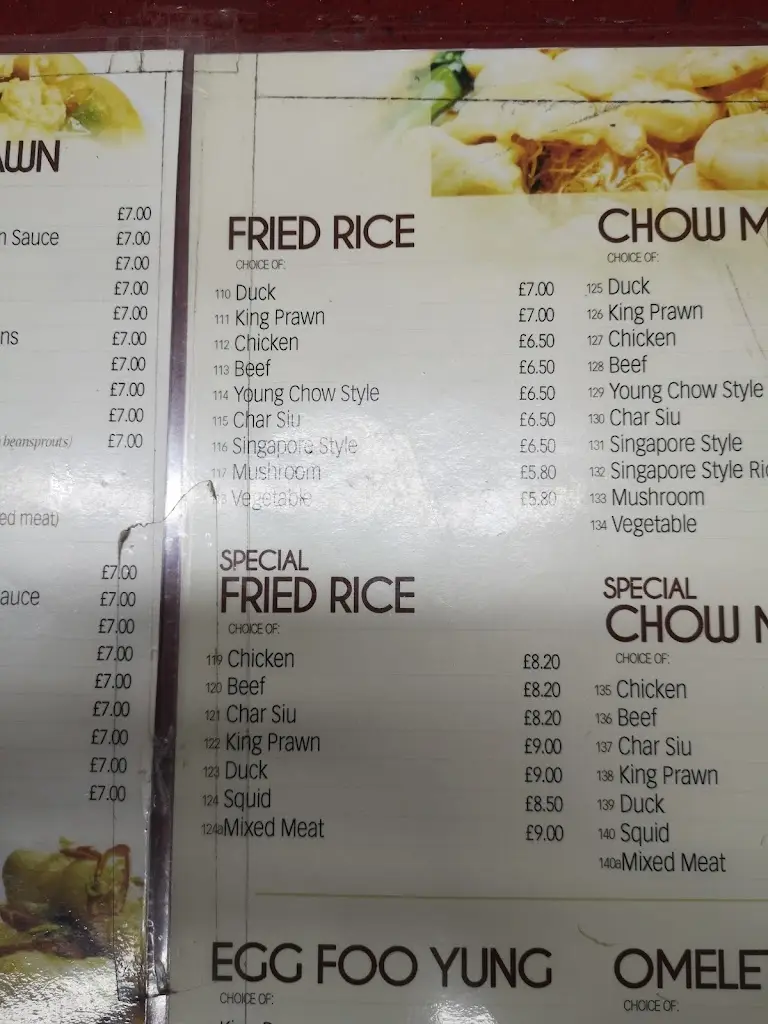 AWN
£7.00
n Sauce £7.00
£7.00
£7.00
£7.00
ns £7.00
£7.00
£7.00
£7.00
beansprouts) £7.00
ed meat)
£7.00
auce £7.00
£7.00
£7.00
£7.00
£7.00
£7.00
£7.00
£7.00
FRIED RICE
CHOICE OF:
110 Duck £7.00
111 King Prawn £7.00
112 Chicken £6.50
113 Beef £6.50
114 Young Chow Style £6.50
115 Char Siu £6.50
116 Singapore Style £6.50
117 Mushroom £5.80
Vegetable £5.80
SPECIAL
FRIED RICE
CHOICE OF:
119 Chicken £8.20
120 Beef £8.20
121 Char Siu £8.20
122 King Prawn £9.00
123 Duck £9.00
124 Squid £8.50
124a Mixed Meat £9.00
EGG FOO YUNG
CHOICE OF:
CHOW M
CHOICE OF:
125 Duck
126 King Prawn
127 Chicken
128 Beef
129 Young Chow Style
130 Char Siu
131 Singapore Style
132 Singapore Style Ric
133 Mushroom
134 Vegetable
SPECIAL
CHOW M
CHOICE OF:
135 Chicken
136 Beef
137 Char Siu
138 King Prawn
139 Duck
140 Squid
140a Mixed Meat
OMELET
CHOICE OF: